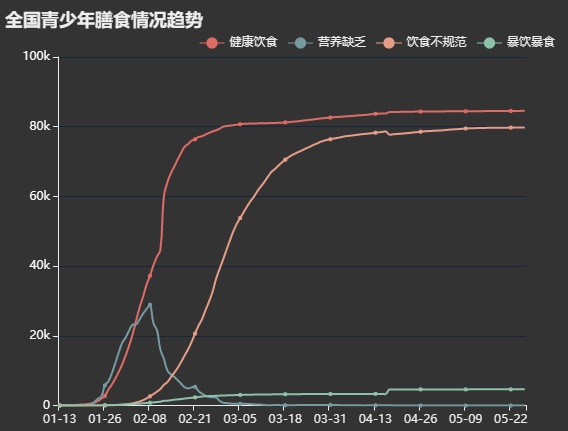 全国青少年膳食情况趋势
健康饮食 营养缺乏 饮食不规范 暴饮暴食
100k
80k
60k
40k
20k
0
01-13 01-26 02-08 02-21 03-05 03-18 03-31 04-13 04-26 05-09 05-22